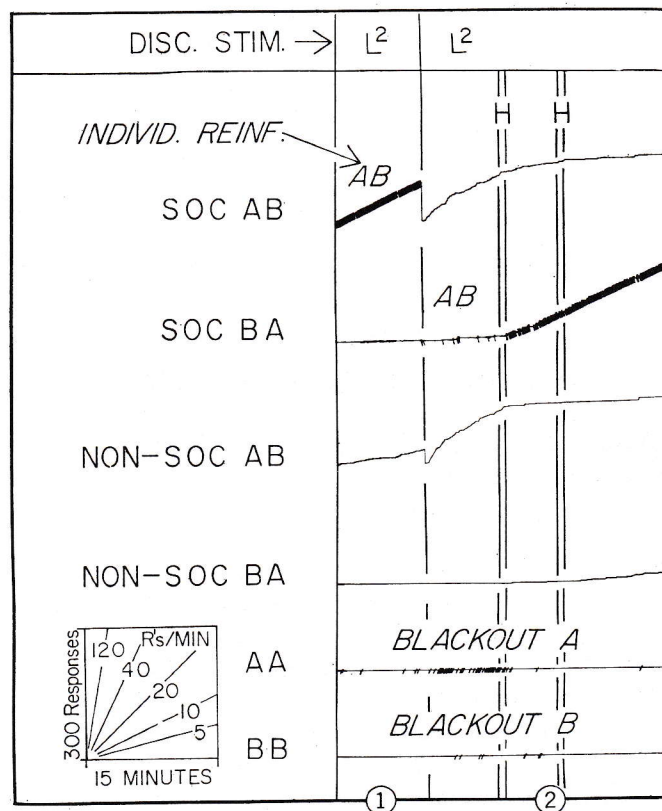 DISC. STIM. → L² L²
H H
INDIVID. REINF.
AB
SOC AB
AB
SOC BA
NON-SOC AB
NON-SOC BA
BLACKOUT A
AA
BLACKOUT B
BB
300 Responses
R's/MIN
120
40
20
10
5
15 MINUTES
1 2